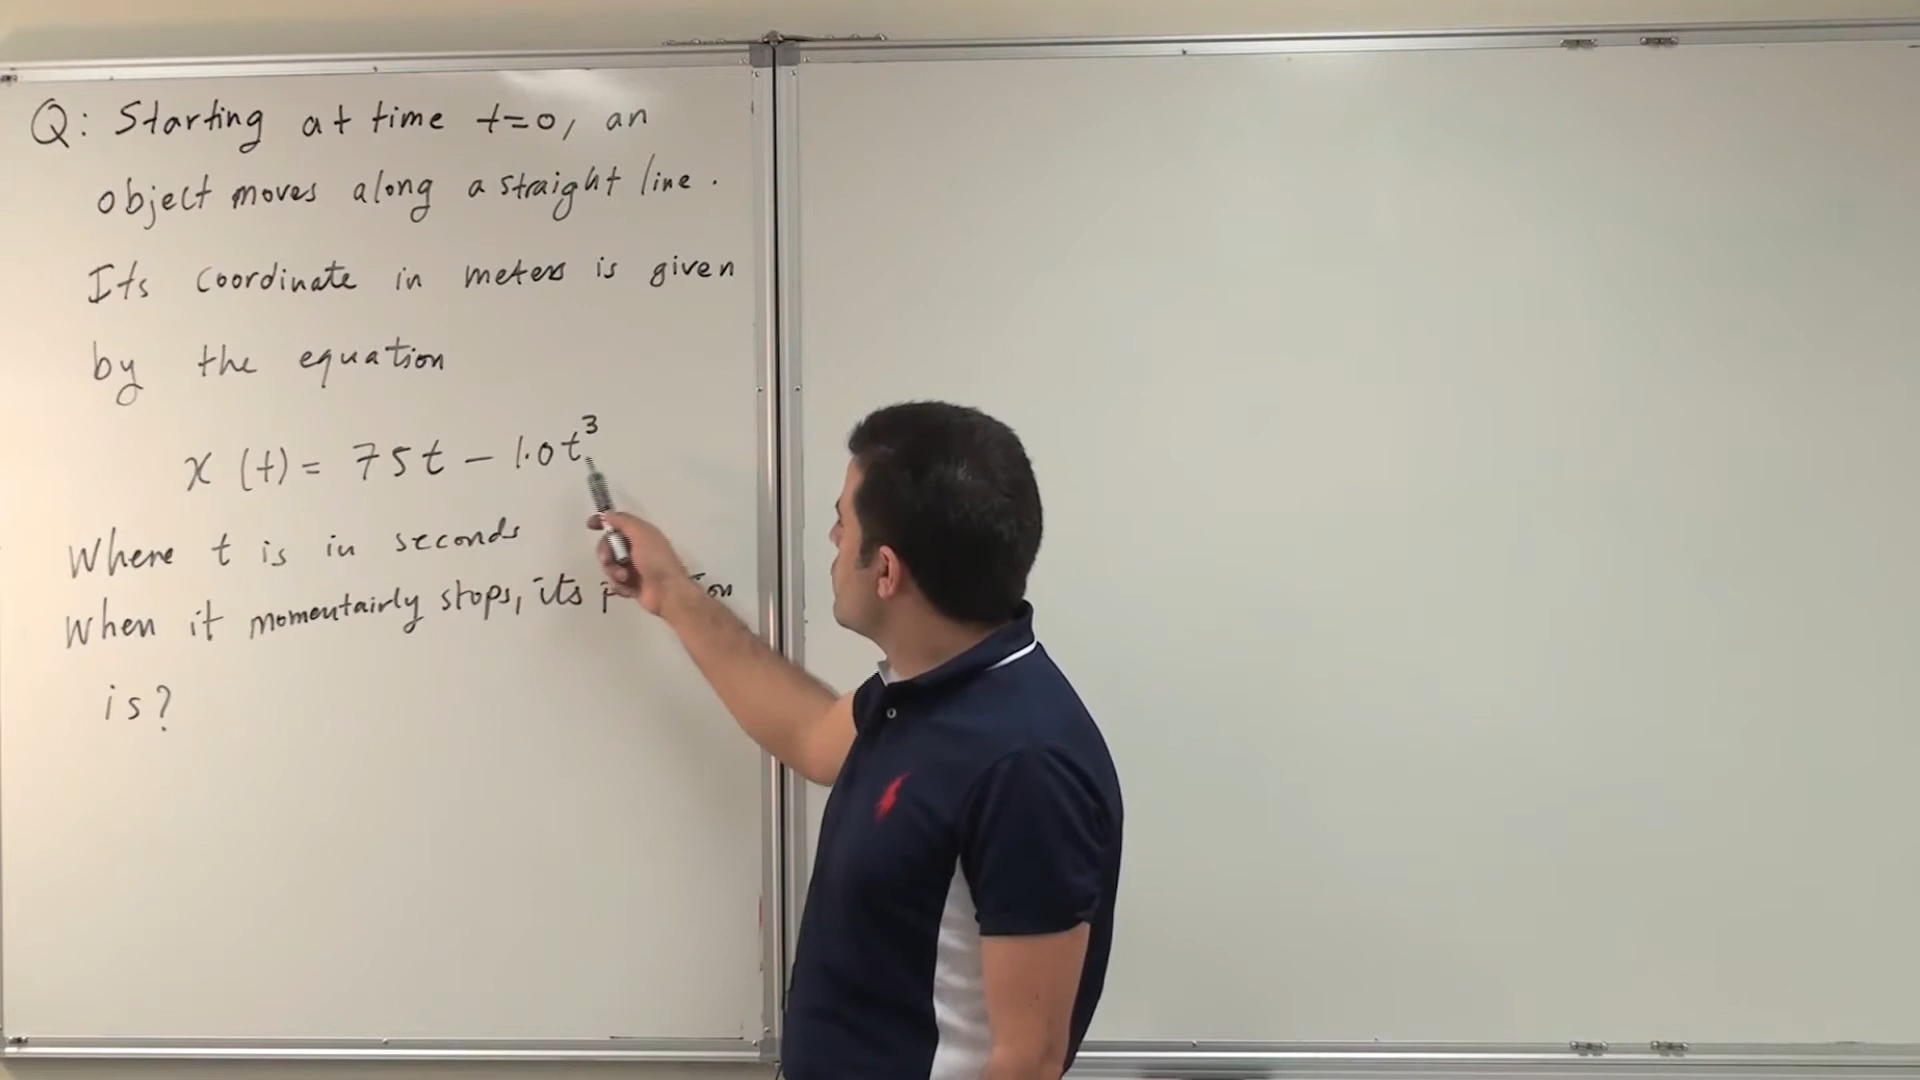 Q: Starting at time t=0, an
object moves along a straight line.
Its coordinate in meters is given
by the equation
x (t) = 75t - 1.0t³
Where t is in seconds
When it momentairly stops, its
is?